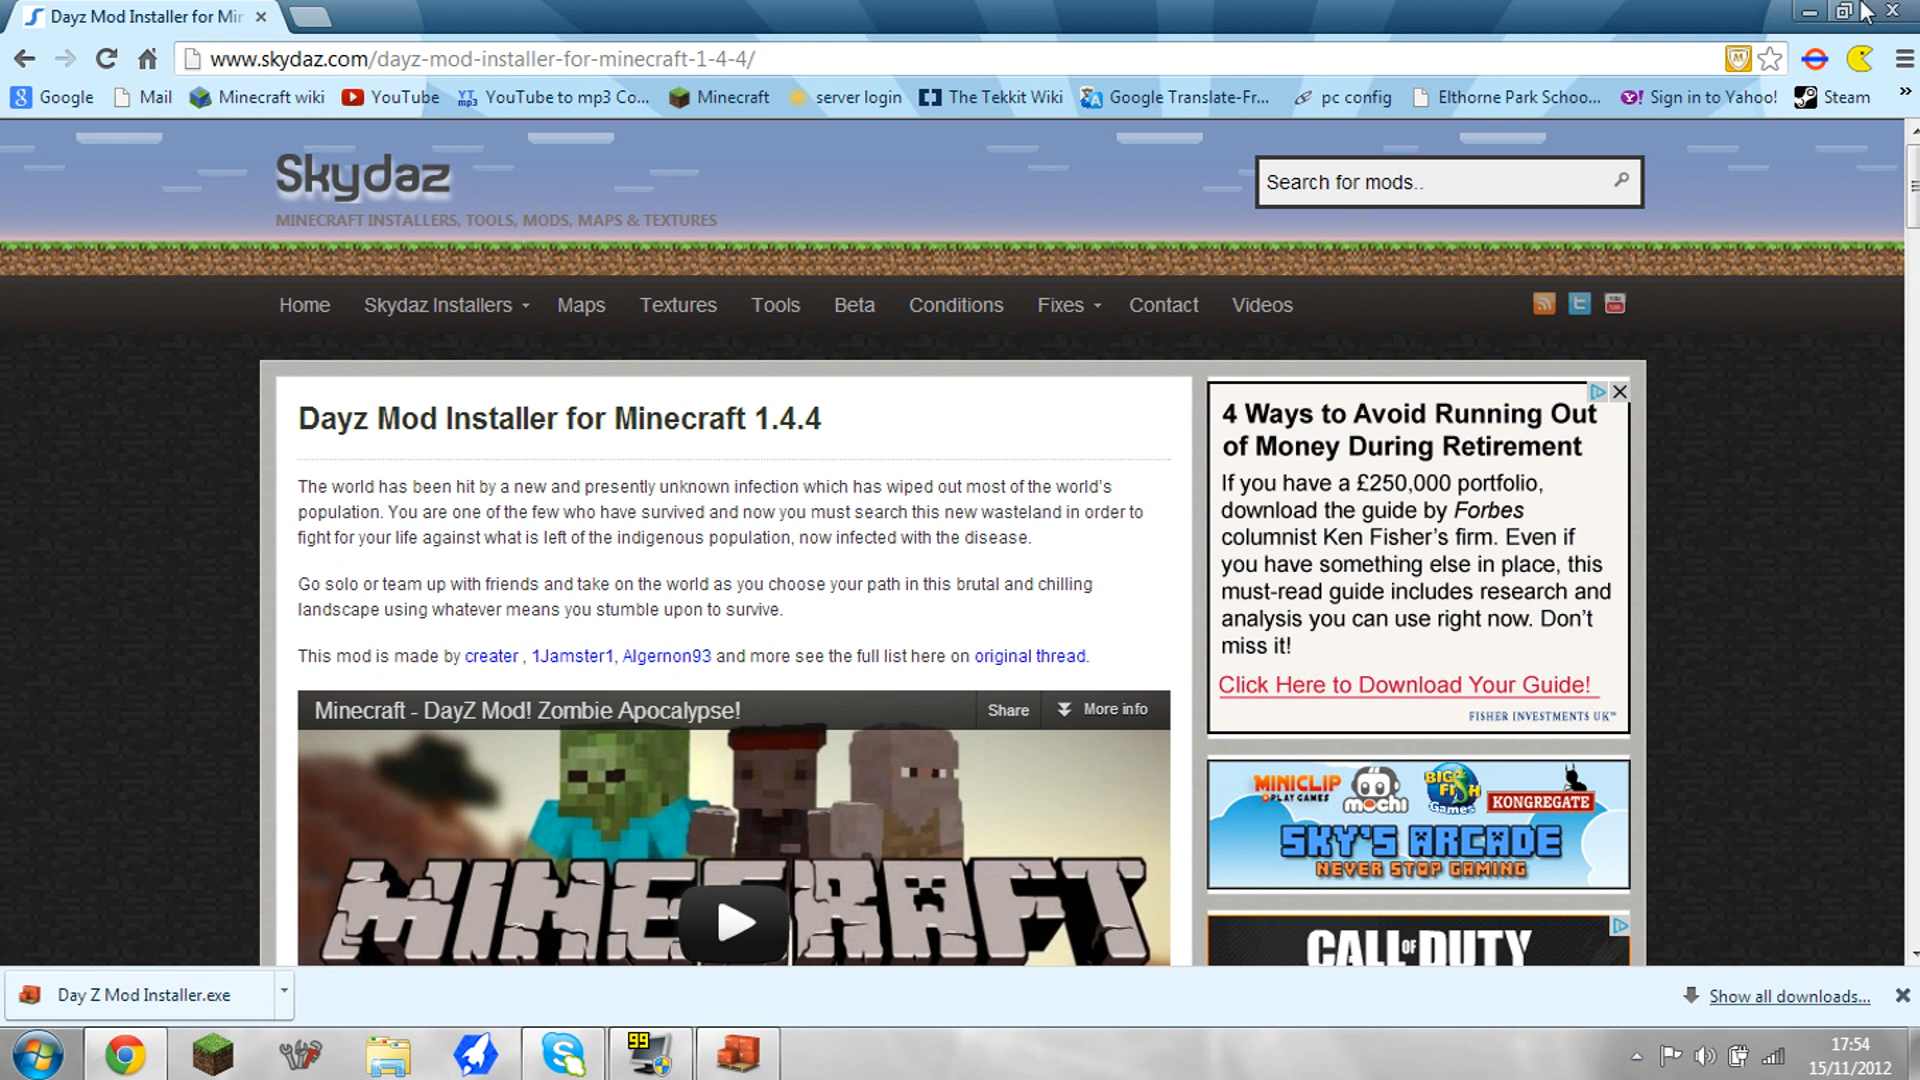 Dayz Mod Installer for Mir
www.skydaz.com/dayz-mod-installer-for-minecraft-1-4-4/
Google Mail Minecraft wiki YouTube YouTube to mp3 Co... Minecraft server login The Tekkit Wiki Google Translate-Fr... pc config Elthorne Park Schoo... Sign in to Yahoo! Steam »
Skydaz
Search for mods..
MINECRAFT INSTALLERS, TOOLS, MODS, MAPS & TEXTURES
Home Skydaz Installers Maps Textures Tools Beta Conditions Fixes Contact Videos
Dayz Mod Installer for Minecraft 1.4.4
The world has been hit by a new and presently unknown infection which has wiped out most of the world's
population. You are one of the few who have survived and now you must search this new wasteland in order to
fight for your life against what is left of the indigenous population, now infected with the disease.
Go solo or team up with friends and take on the world as you choose your path in this brutal and chilling
landscape using whatever means you stumble upon to survive.
This mod is made by creater , 1Jamster1, Algernon93 and more see the full list here on original thread.
Minecraft - DayZ Mod! Zombie Apocalypse!
Share More info
MINECRAFT
4 Ways to Avoid Running Out
of Money During Retirement
If you have a £250,000 portfolio,
download the guide by Forbes
columnist Ken Fisher's firm. Even if
you have something else in place, this
must-read guide includes research and
analysis you can use right now. Don't
miss it!
Click Here to Download Your Guide!
FISHER INVESTMENTS UK™
MINICLIP
PLAY GAMES
mochi
BIG FISH
Games
KONGREGATE
SKY'S ARCADE
NEVER STOP GAMING
CALL OF DUTY
Day Z Mod Installer.exe
Show all downloads...
99
17:54
15/11/2012